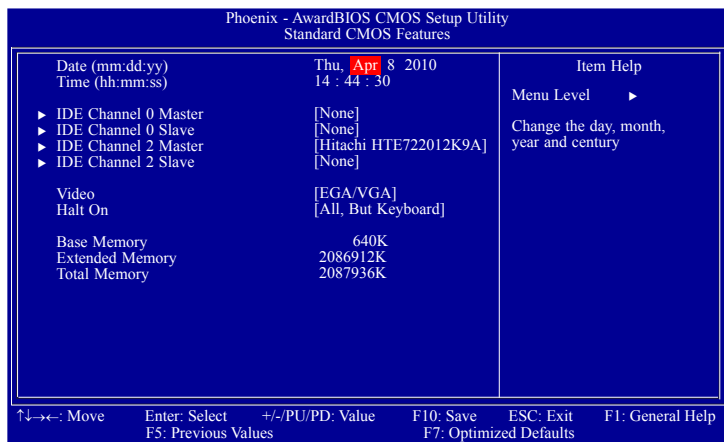 Phoenix - AwardBIOS CMOS Setup Utility
Standard CMOS Features
Date (mm:dd:yy) Thu, Apr 8 2010
Time (hh:mm:ss) 14 : 44 : 30
▶ IDE Channel 0 Master [None]
▶ IDE Channel 0 Slave [None]
▶ IDE Channel 2 Master [Hitachi HTE722012K9A]
▶ IDE Channel 2 Slave [None]
Video [EGA/VGA]
Halt On [All, But Keyboard]
Base Memory 640K
Extended Memory 2086912K
Total Memory 2087936K
Item Help
Menu Level ▶
Change the day, month,
year and century
↑↓→←: Move Enter: Select +/-/PU/PD: Value F10: Save ESC: Exit F1: General Help
F5: Previous Values F7: Optimized Defaults